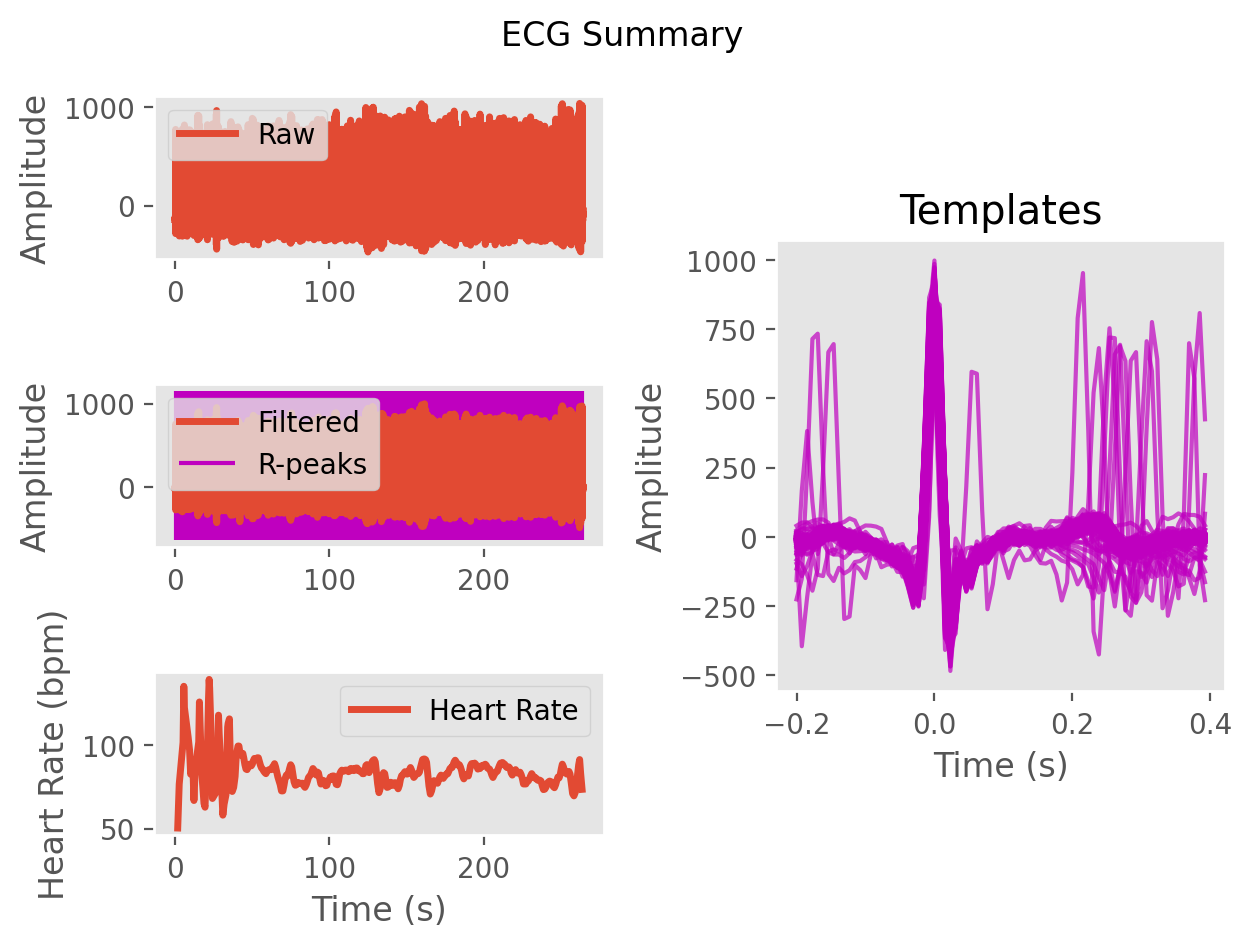 ECG Summary
Amplitude
1000
0
Raw
0
100
200
Amplitude
1000
0
Filtered
R-peaks
0
100
200
Heart Rate (bpm)
100
50
Heart Rate
0
100
200
Time (s)
Templates
Amplitude
1000
750
500
250
0
−250
−500
−0.2
0.0
0.2
0.4
Time (s)